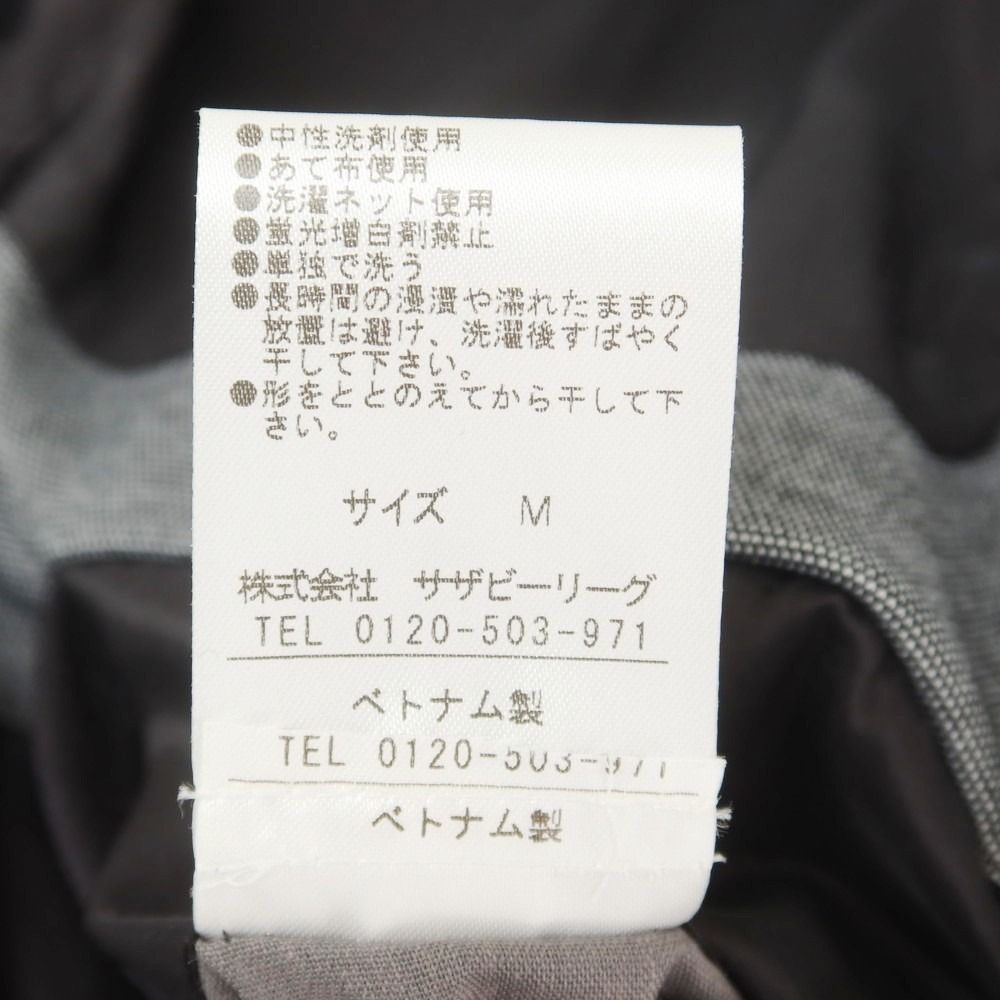 ●中性洗剤使用
●あて布使用
●洗濯ネット使用
●蛍光増白剤禁止
●単独で洗う
●長時間の浸漬や濡れたままの
放置は避け、洗濯後すばやく
干して下さい。
●形をととのえてから干して下
さい。
サイズ M
株式会社 サザビーリーグ
TEL 0120-503-971
ベトナム製
TEL 0120-503-971
ベトナム製